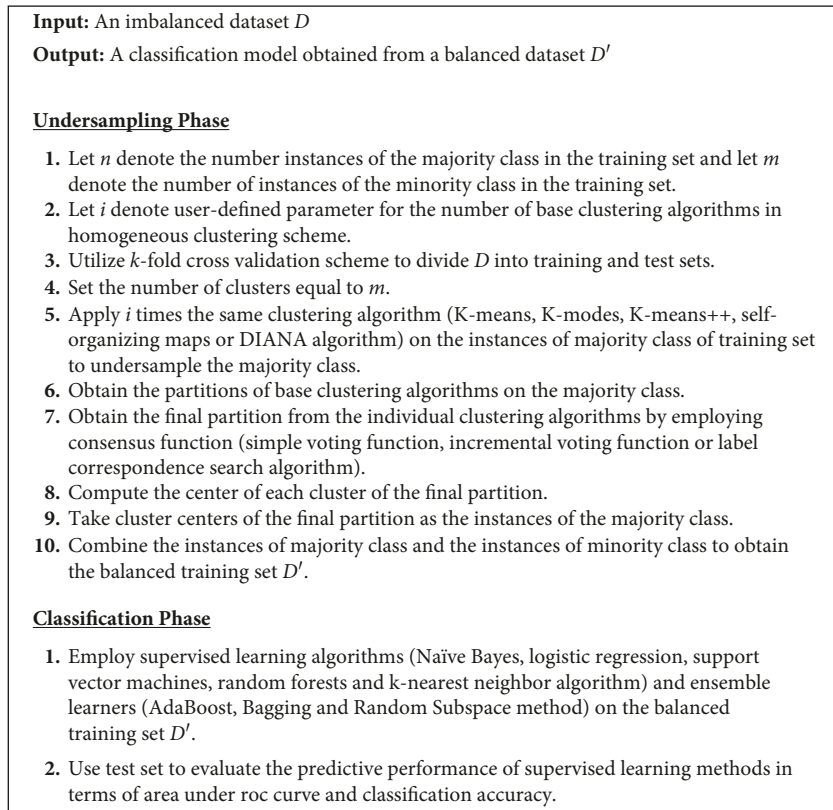 Input: An imbalanced dataset D
Output: A classification model obtained from a balanced dataset D′
Undersampling Phase
1. Let n denote the number instances of the majority class in the training set and let m
denote the number of instances of the minority class in the training set.
2. Let i denote user-defined parameter for the number of base clustering algorithms in
homogeneous clustering scheme.
3. Utilize k-fold cross validation scheme to divide D into training and test sets.
4. Set the number of clusters equal to m.
5. Apply i times the same clustering algorithm (K-means, K-modes, K-means++, self-
organizing maps or DIANA algorithm) on the instances of majority class of training set
to undersample the majority class.
6. Obtain the partitions of base clustering algorithms on the majority class.
7. Obtain the final partition from the individual clustering algorithms by employing
consensus function (simple voting function, incremental voting function or label
correspondence search algorithm).
8. Compute the center of each cluster of the final partition.
9. Take cluster centers of the final partition as the instances of the majority class.
10. Combine the instances of majority class and the instances of minority class to obtain
the balanced training set D′.
Classification Phase
1. Employ supervised learning algorithms (Naïve Bayes, logistic regression, support
vector machines, random forests and k-nearest neighbor algorithm) and ensemble
learners (AdaBoost, Bagging and Random Subspace method) on the balanced
training set D′.
2. Use test set to evaluate the predictive performance of supervised learning methods in
terms of area under roc curve and classification accuracy.